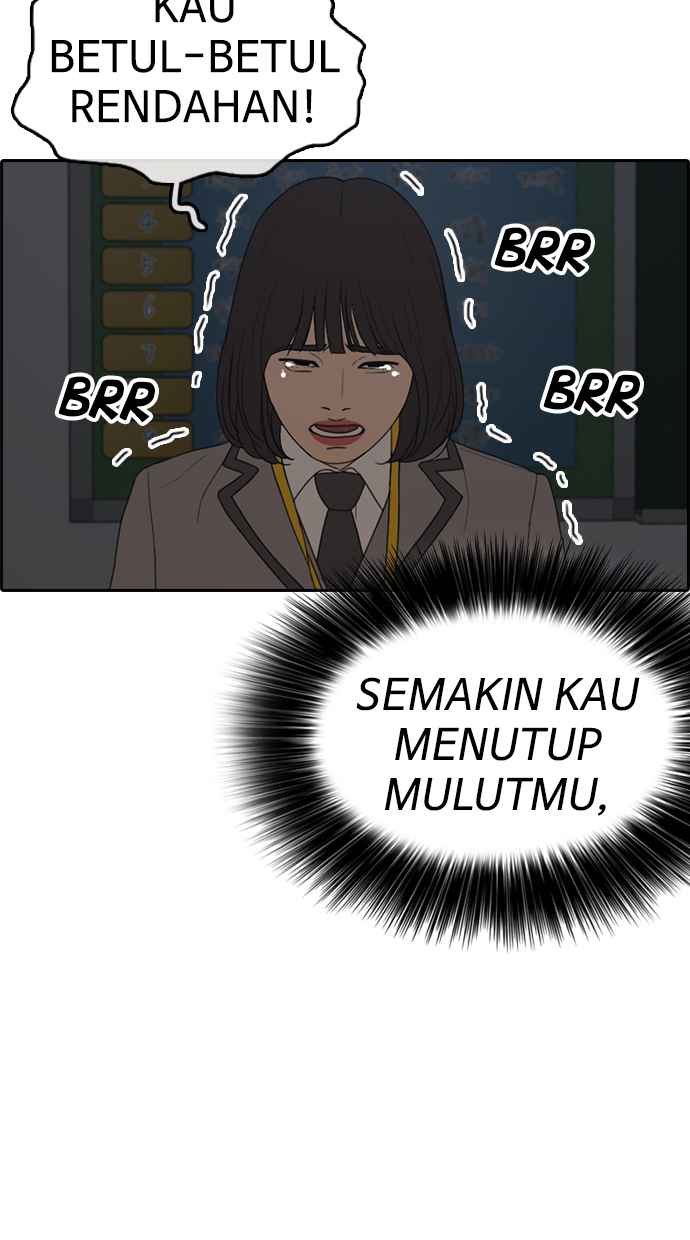 KAU
BETUL-BETUL
RENDAHAN!
BRR
BRR
BRR
SEMAKIN KAU
MENUTUP
MULUTMU,